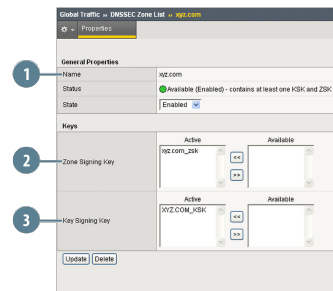 Global Traffic » DNSSEC Zone List » xyz.com
Properties
General Properties
1
Name xyz.com
Status Available (Enabled) - contains at least one KSK and ZSK
State Enabled
Keys
Active Available
2
Zone Signing Key xyz.com_zsk << >>
Active Available
3
Key Signing Key XYZ.COM_KSK << >>
Update Delete